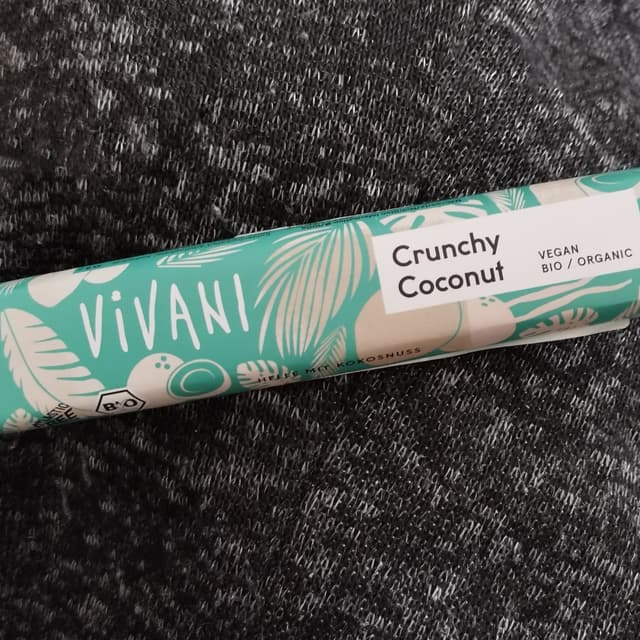 ViVANI
Crunchy
Coconut
VEGAN
BIO / ORGANIC
MIT KOKOSNUSS
BIO